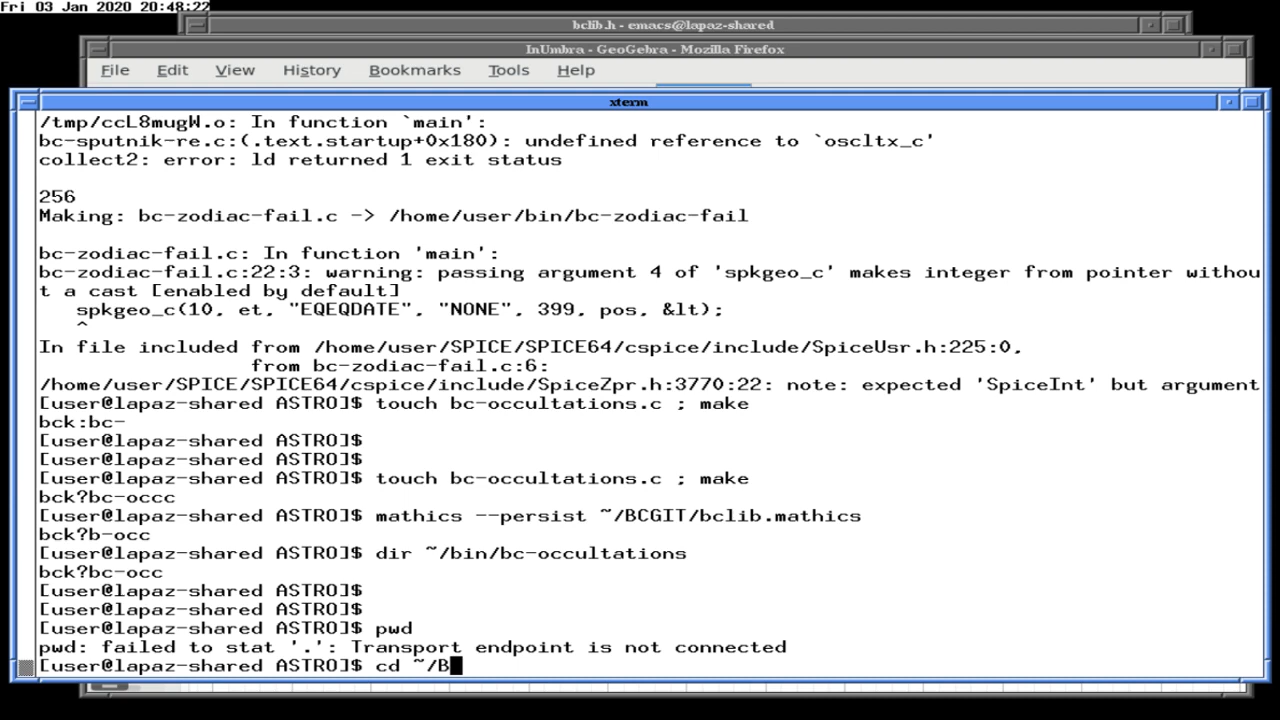 Fri 03 Jan 2020 20:48:22
bclib.h - emacs@lapaz-shared
InUmbra - GeoGebra - Mozilla Firefox
File Edit View History Bookmarks Tools Help
xterm
/tmp/ccL8mugW.o: In function `main':
bc-sputnik-re.c:(.text.startup+0x180): undefined reference to `oscltx_c'
collect2: error: ld returned 1 exit status
256
Making: bc-zodiac-fail.c -> /home/user/bin/bc-zodiac-fail
bc-zodiac-fail.c: In function 'main':
bc-zodiac-fail.c:22:3: warning: passing argument 4 of 'spkgeo_c' makes integer from pointer withou
t a cast [enabled by default]
spkgeo_c(10, et, "EQEQDATE", "NONE", 399, pos, &lt);
^
In file included from /home/user/SPICE/SPICE64/cspice/include/SpiceUsr.h:225:0,
from bc-zodiac-fail.c:6:
/home/user/SPICE/SPICE64/cspice/include/SpiceZpr.h:3770:22: note: expected 'SpiceInt' but argument
[user@lapaz-shared ASTRO]$ touch bc-occultations.c ; make
bck:bc-
[user@lapaz-shared ASTRO]$
[user@lapaz-shared ASTRO]$
[user@lapaz-shared ASTRO]$ touch bc-occultations.c ; make
bck?bc-occc
[user@lapaz-shared ASTRO]$ mathics --persist ~/BCGIT/bclib.mathics
bck?b-occ
[user@lapaz-shared ASTRO]$ dir ~/bin/bc-occultations
bck?bc-occ
[user@lapaz-shared ASTRO]$
[user@lapaz-shared ASTRO]$
[user@lapaz-shared ASTRO]$ pwd
pwd: failed to stat '.': Transport endpoint is not connected
[user@lapaz-shared ASTRO]$ cd ~/B